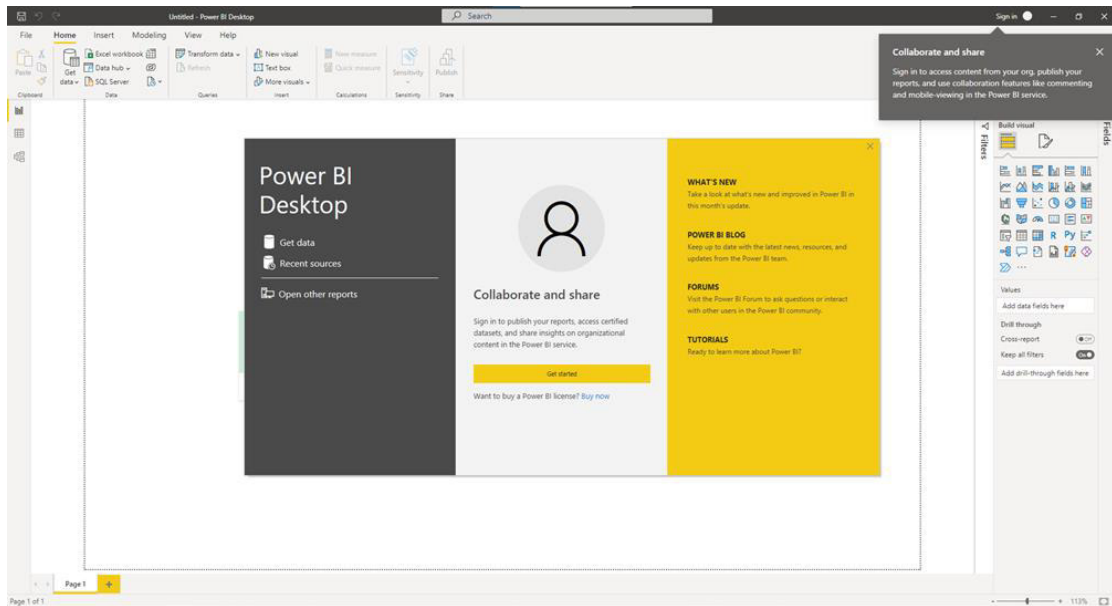 Untitled - Power BI Desktop
Search
Sign in
File Home Insert Modeling View Help
Paste
Get data
Excel workbook
Data hub
SQL Server
Transform data
Refresh
New visual
Text box
More visuals
New measure
Quick measure
Sensitivity
Publish
Clipboard
Data
Queries
Insert
Calculations
Sensitivity
Share
Collaborate and share
Sign in to access content from your org, publish your
reports, and use collaboration features like commenting
and mobile-viewing in the Power BI service.
Power BI
Desktop
Get data
Recent sources
Open other reports
Collaborate and share
Sign in to publish your reports, access certified
datasets, and share insights on organizational
content in the Power BI service.
Get started
Want to buy a Power BI license? Buy now
WHAT'S NEW
Take a look at what's new and improved in Power BI in
this month's update.
POWER BI BLOG
Keep up to date with the latest news, resources, and
updates from the Power BI team.
FORUMS
Visit the Power BI Forum to ask questions or interact
with other users in the Power BI community.
TUTORIALS
Ready to learn more about Power BI?
Filters
Build visual
Fields
R Py
Values
Add data fields here
Drill through
Cross-report
Off
Keep all filters
On
Add drill-through fields here
Page 1
Page 1 of 1
113%